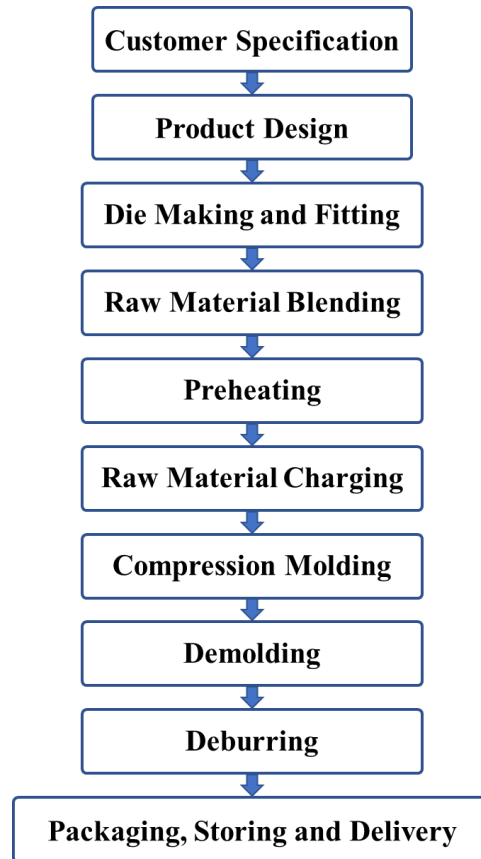 Customer Specification
Product Design
Die Making and Fitting
Raw Material Blending
Preheating
Raw Material Charging
Compression Molding
Demolding
Deburring
Packaging, Storing and Delivery